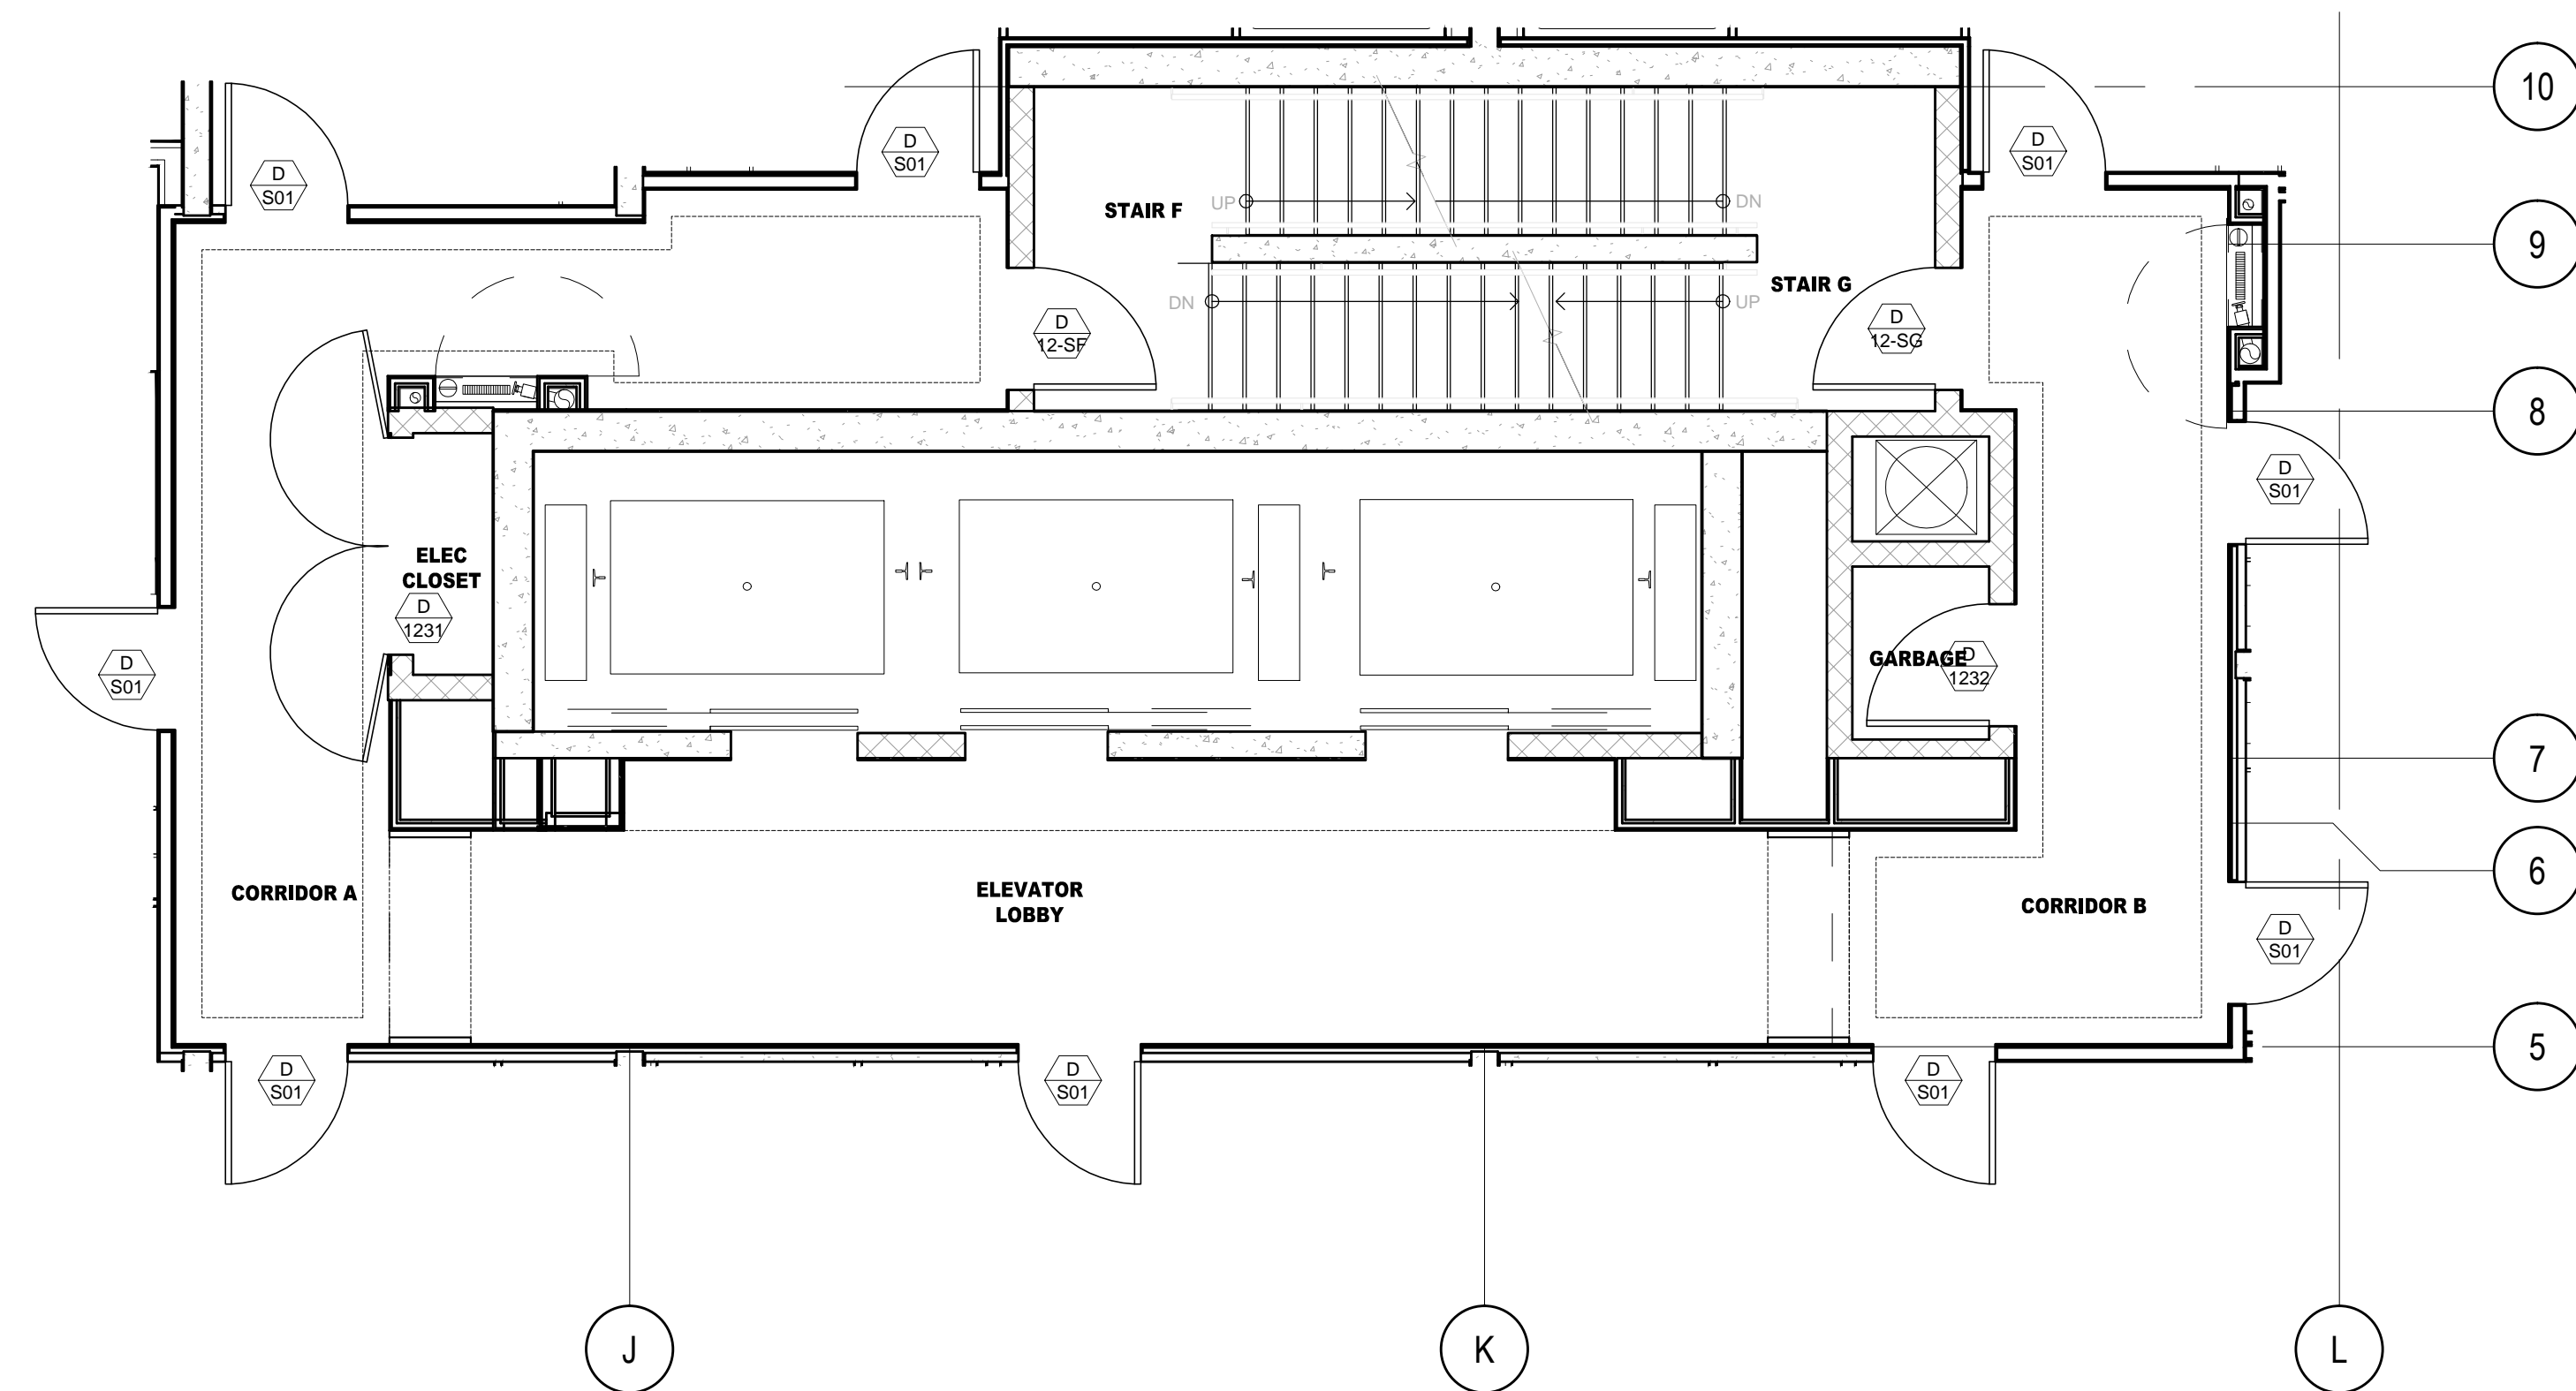 10
D
S01
D
S01
D
S01
UP
DN
STAIR F
9
STAIR G
DN
UP
D
12-SF
D
12-SG
8
D
S01
ELEC
CLOSET
D
1231
GARBAGE
D
1232
D
S01
7
6
CORRIDOR A
ELEVATOR
LOBBY
CORRIDOR B
D
S01
5
D
S01
D
S01
D
S01
J
K
L